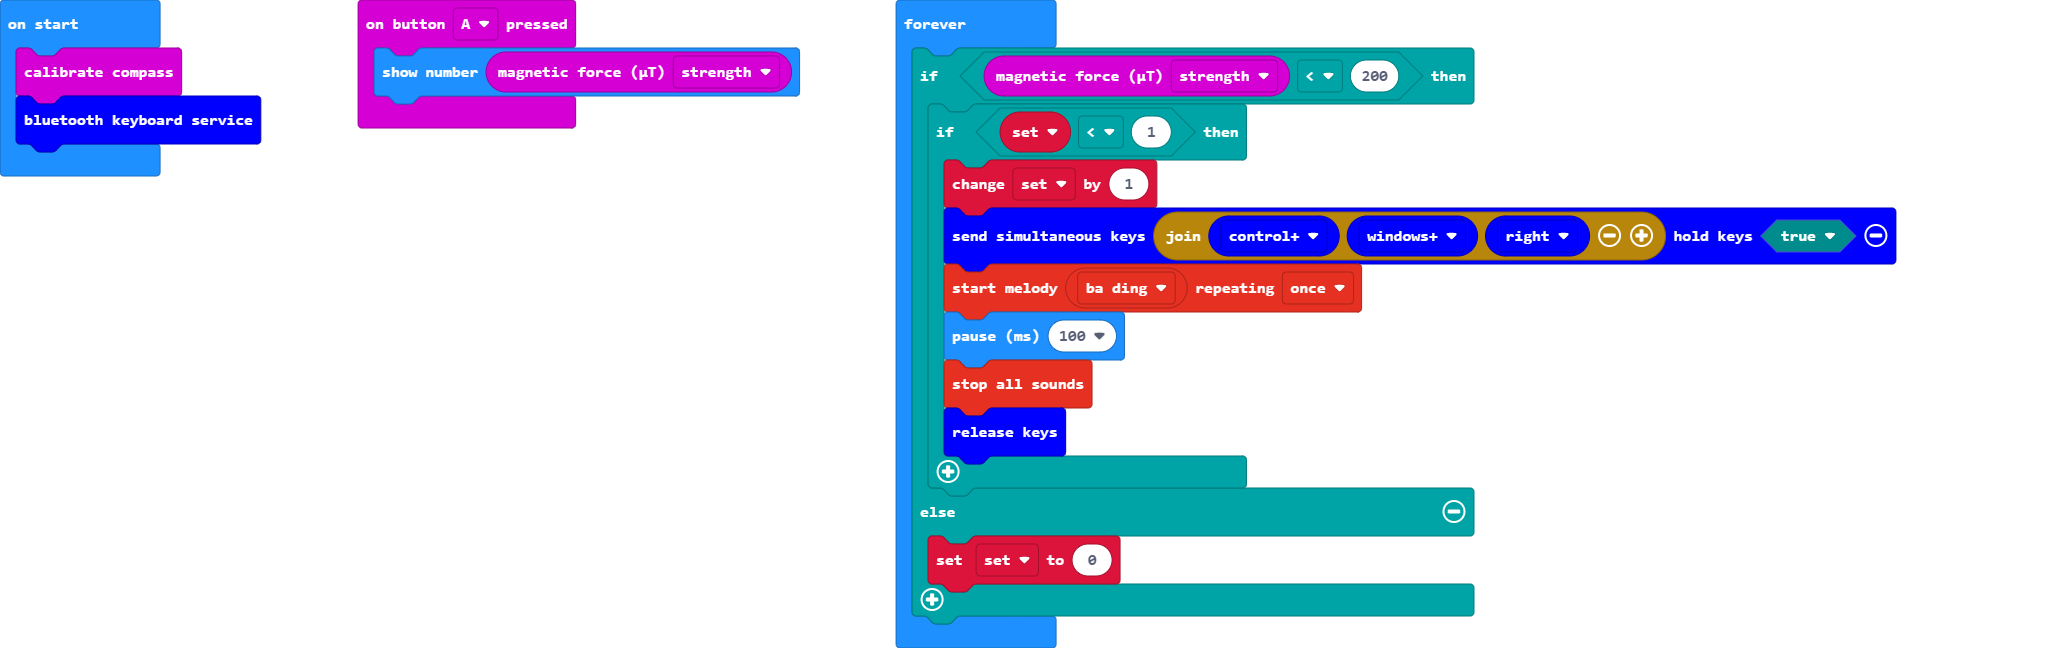 on start
calibrate compass
bluetooth keyboard service
on button A pressed
show number magnetic force (µT) strength
forever
if magnetic force (µT) strength < 200 then
if set < 1 then
change set by 1
send simultaneous keys join control+ windows+ right hold keys true
start melody ba ding repeating once
pause (ms) 100
stop all sounds
release keys
else
set set to 0